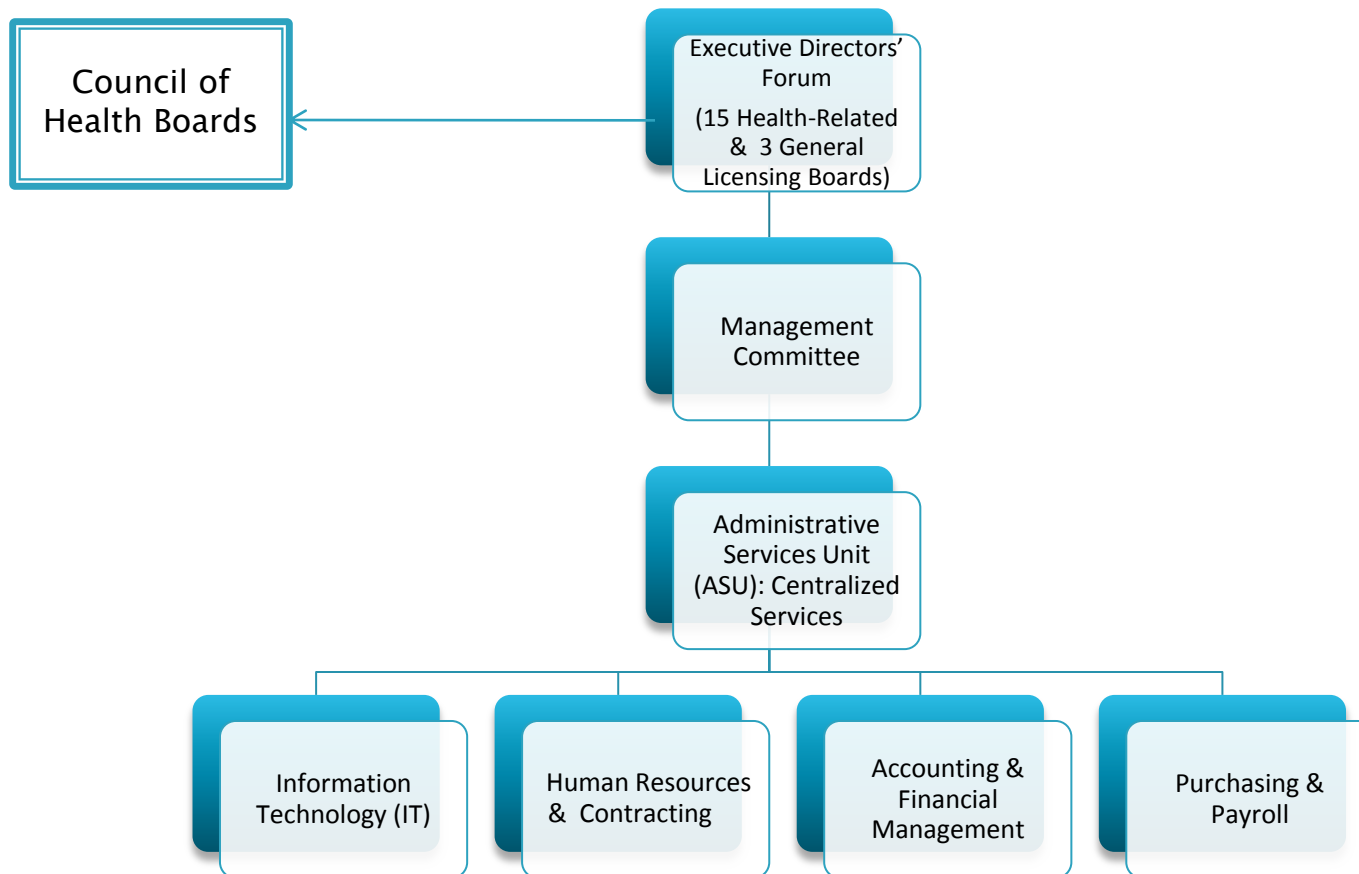 Council of
Health Boards
Executive Directors’
Forum
(15 Health-Related
& 3 General
Licensing Boards)
Management
Committee
Administrative
Services Unit
(ASU): Centralized
Services
Information
Technology (IT)
Human Resources
& Contracting
Accounting &
Financial
Management
Purchasing &
Payroll